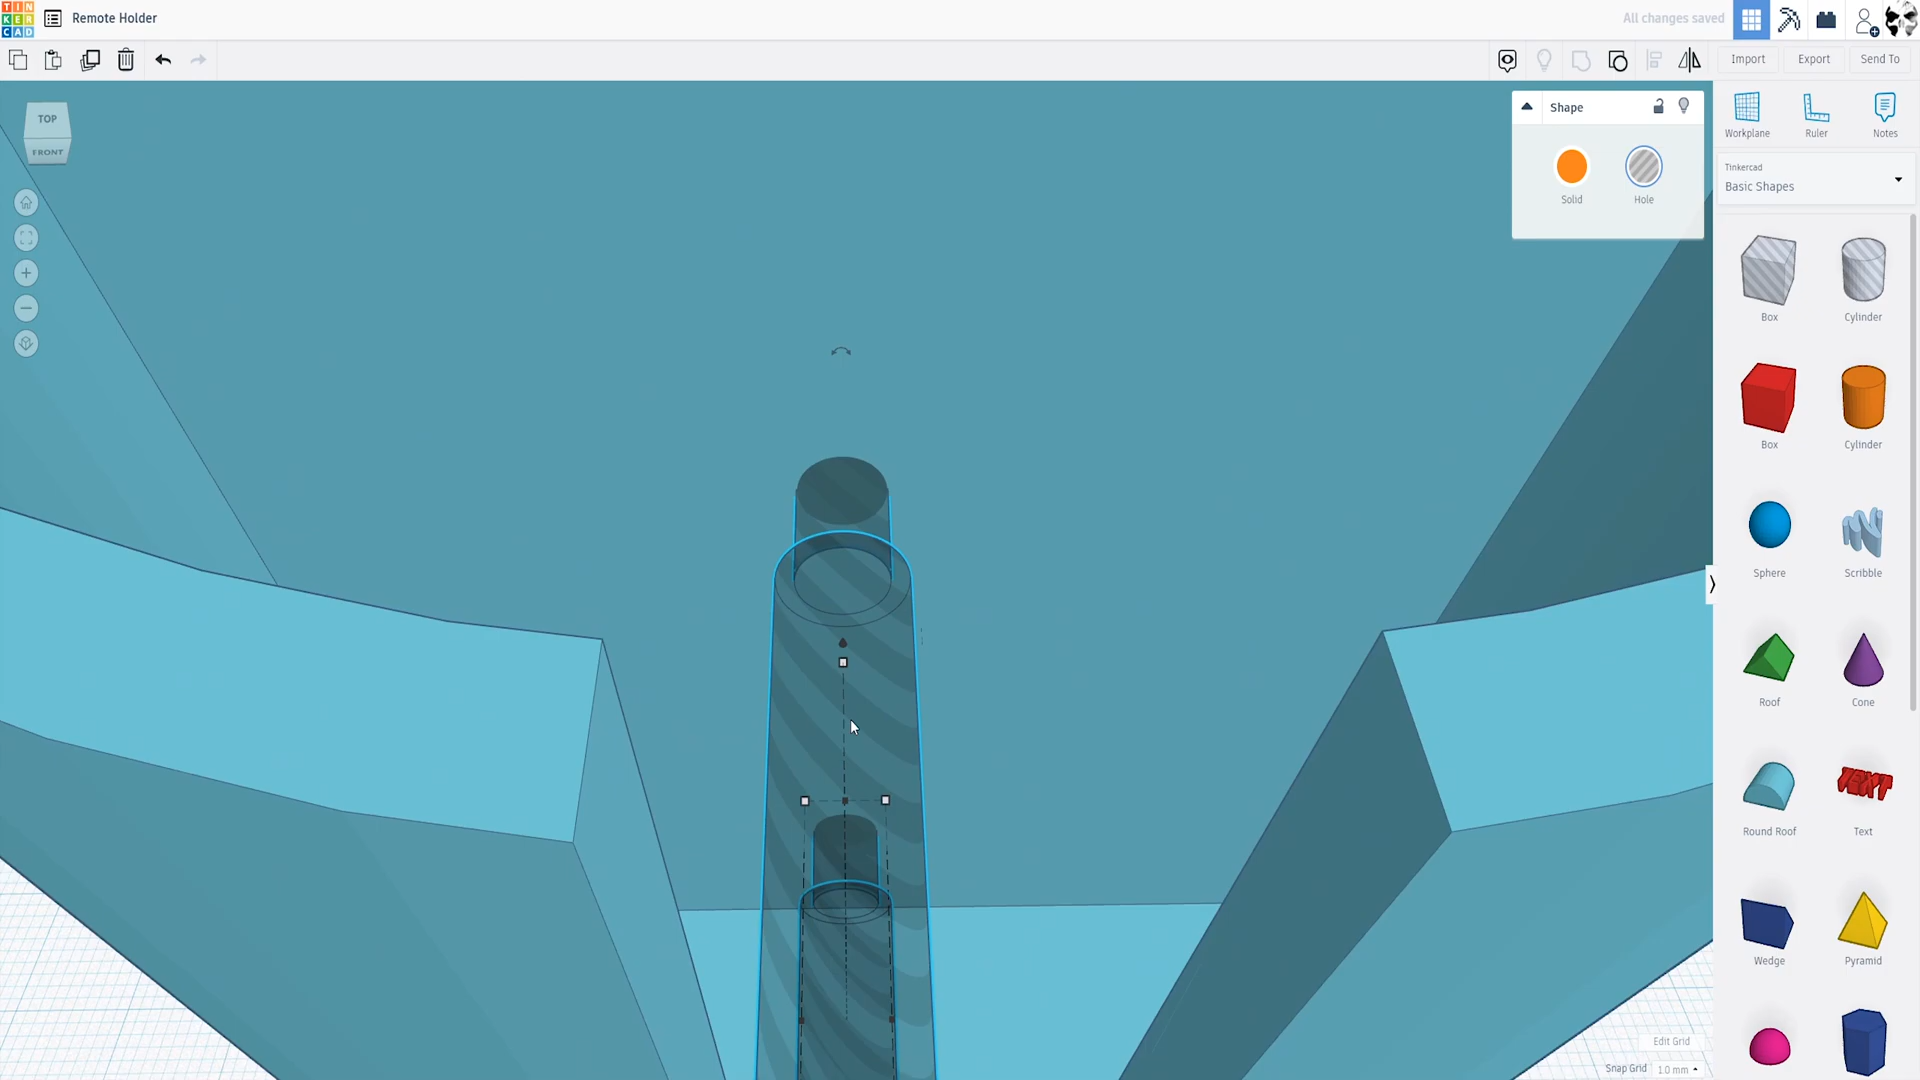 TIN
KER
CAD
Remote Holder
All changes saved
Import
Export
Send To
TOP
FRONT
Shape
Solid
Hole
Workplane
Ruler
Notes
Tinkercad
Basic Shapes
Box
Cylinder
Box
Cylinder
Sphere
Scribble
Roof
Cone
TEXT
Round Roof
Text
Wedge
Pyramid
Edit Grid
Snap Grid
1.0 mm